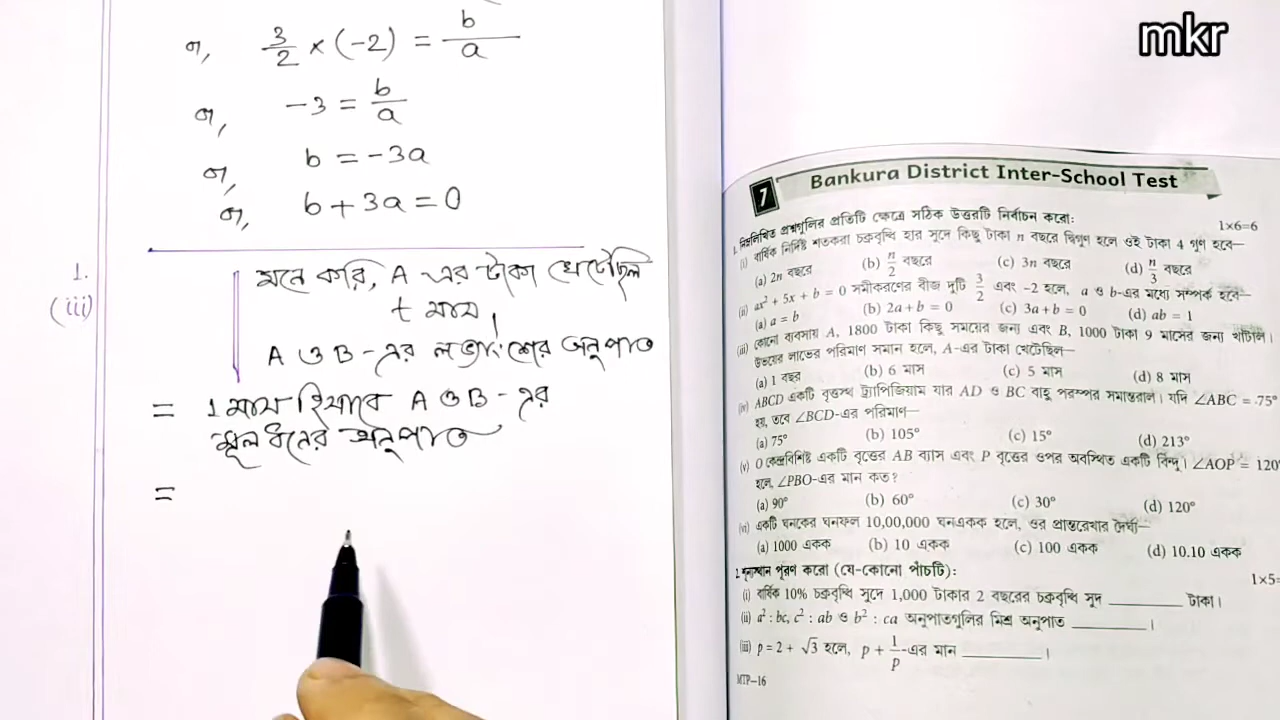 mkr
বা, 3/2 × (-2) = b/a
বা, -3 = b/a
বা, b = -3a
বা, b + 3a = 0
1.
(iii)
মনে করি, A এর টাকা খেটেছিল
t মাস
A ও B-এর লভ্যাংশের অনুপাত
= 1 মাস হিসাবে A ও B-এর
মূলধনের অনুপাত
=
7 Bankura District Inter-School Test
1. নিম্নলিখিত প্রশ্নগুলির প্রতিটি ক্ষেত্রে সঠিক উত্তরটি নির্বাচন করো: 1×6=6
(i) বার্ষিক নির্দিষ্ট শতকরা চক্রবৃদ্ধি হার সুদে কিছু টাকা n বছরে দ্বিগুণ হলে ওই টাকা 4 গুণ হবে—
(a) 2n বছরে (b) n/2 বছরে (c) 3n বছরে (d) n/3 বছরে
(ii) ax² + 5x + b = 0 সমীকরণের বীজ দুটি 3/2 এবং -2 হলে, a ও b-এর মধ্যে সম্পর্ক হবে—
(a) a = b (b) 2a + b = 0 (c) 3a + b = 0 (d) ab = 1
(iii) কোনো ব্যবসায় A, 1800 টাকা কিছু সময়ের জন্য এবং B, 1000 টাকা 9 মাসের জন্য খাটাল।
উভয়ের লাভের পরিমাণ সমান হলে, A-এর টাকা খেটেছিল—
(a) 1 বছর (b) 6 মাস (c) 5 মাস (d) 8 মাস
(iv) ABCD একটি বৃত্তস্থ ট্রাপিজিয়াম যার AD ও BC বাহু পরস্পর সমান্তরাল। যদি ∠ABC = 75°
হয়, তবে ∠BCD-এর পরিমাণ—
(a) 75° (b) 105° (c) 15° (d) 213°
(v) O কেন্দ্রবিশিষ্ট একটি বৃত্তের AB ব্যাস এবং P বৃত্তের ওপর অবস্থিত একটি বিন্দু। ∠AOP = 120°
হলে, ∠PBO-এর মান কত?
(a) 90° (b) 60° (c) 30° (d) 120°
(vi) একটি ঘনকের ঘনফল 10,00,000 ঘনএকক হলে, ওর প্রান্তরেখার দৈর্ঘ্য—
(a) 1000 একক (b) 10 একক (c) 100 একক (d) 10.10 একক
2. শূন্যস্থান পূরণ করো (যে-কোনো পাঁচটি): 1×5=
(i) বার্ষিক 10% চক্রবৃদ্ধি সুদে 1,000 টাকার 2 বছরের চক্রবৃদ্ধি সুদ ________ টাকা।
(ii) a² : bc, c² : ab ও b² : ca অনুপাতগুলির মিশ্র অনুপাত ________।
(iii) p = 2 + √3 হলে, p + 1/p-এর মান ________।
MTP–16